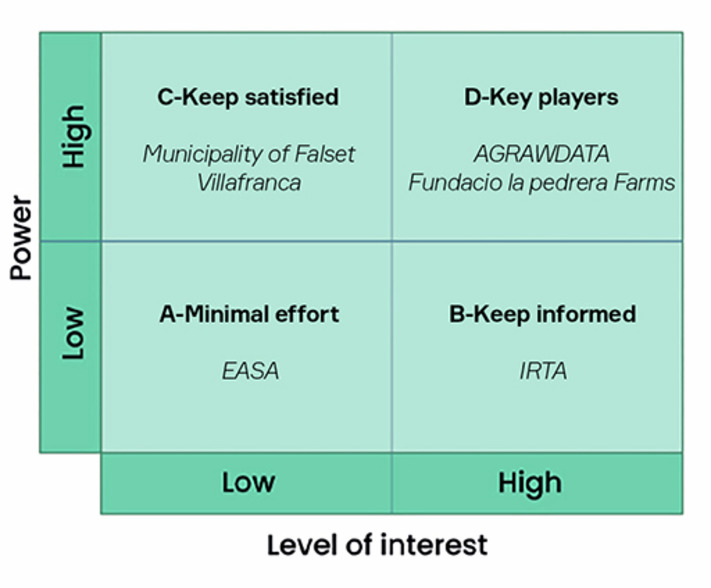 Power
High
C-Keep satisfied
Municipality of Falset
Villafranca
D-Key players
AGRAWDATA
Fundacio la pedrera Farms
Low
A-Minimal effort
EASA
B-Keep informed
IRTA
Low
High
Level of interest